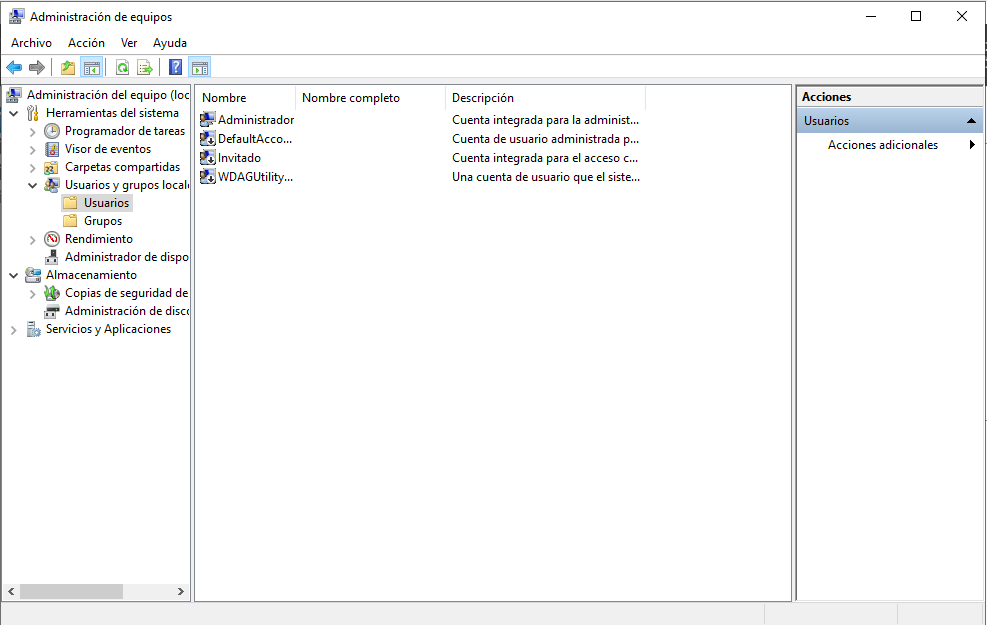 Administración de equipos
Archivo Acción Ver Ayuda
Administración del equipo (loc
Herramientas del sistema
Programador de tareas
Visor de eventos
Carpetas compartidas
Usuarios y grupos local
Usuarios
Grupos
Rendimiento
Administrador de dispo
Almacenamiento
Copias de seguridad de
Administración de disc
Servicios y Aplicaciones
Nombre Nombre completo Descripción
Administrador Cuenta integrada para la administ...
DefaultAcco... Cuenta de usuario administrada p...
Invitado Cuenta integrada para el acceso c...
WDAGUtility... Una cuenta de usuario que el siste...
Acciones
Usuarios
Acciones adicionales